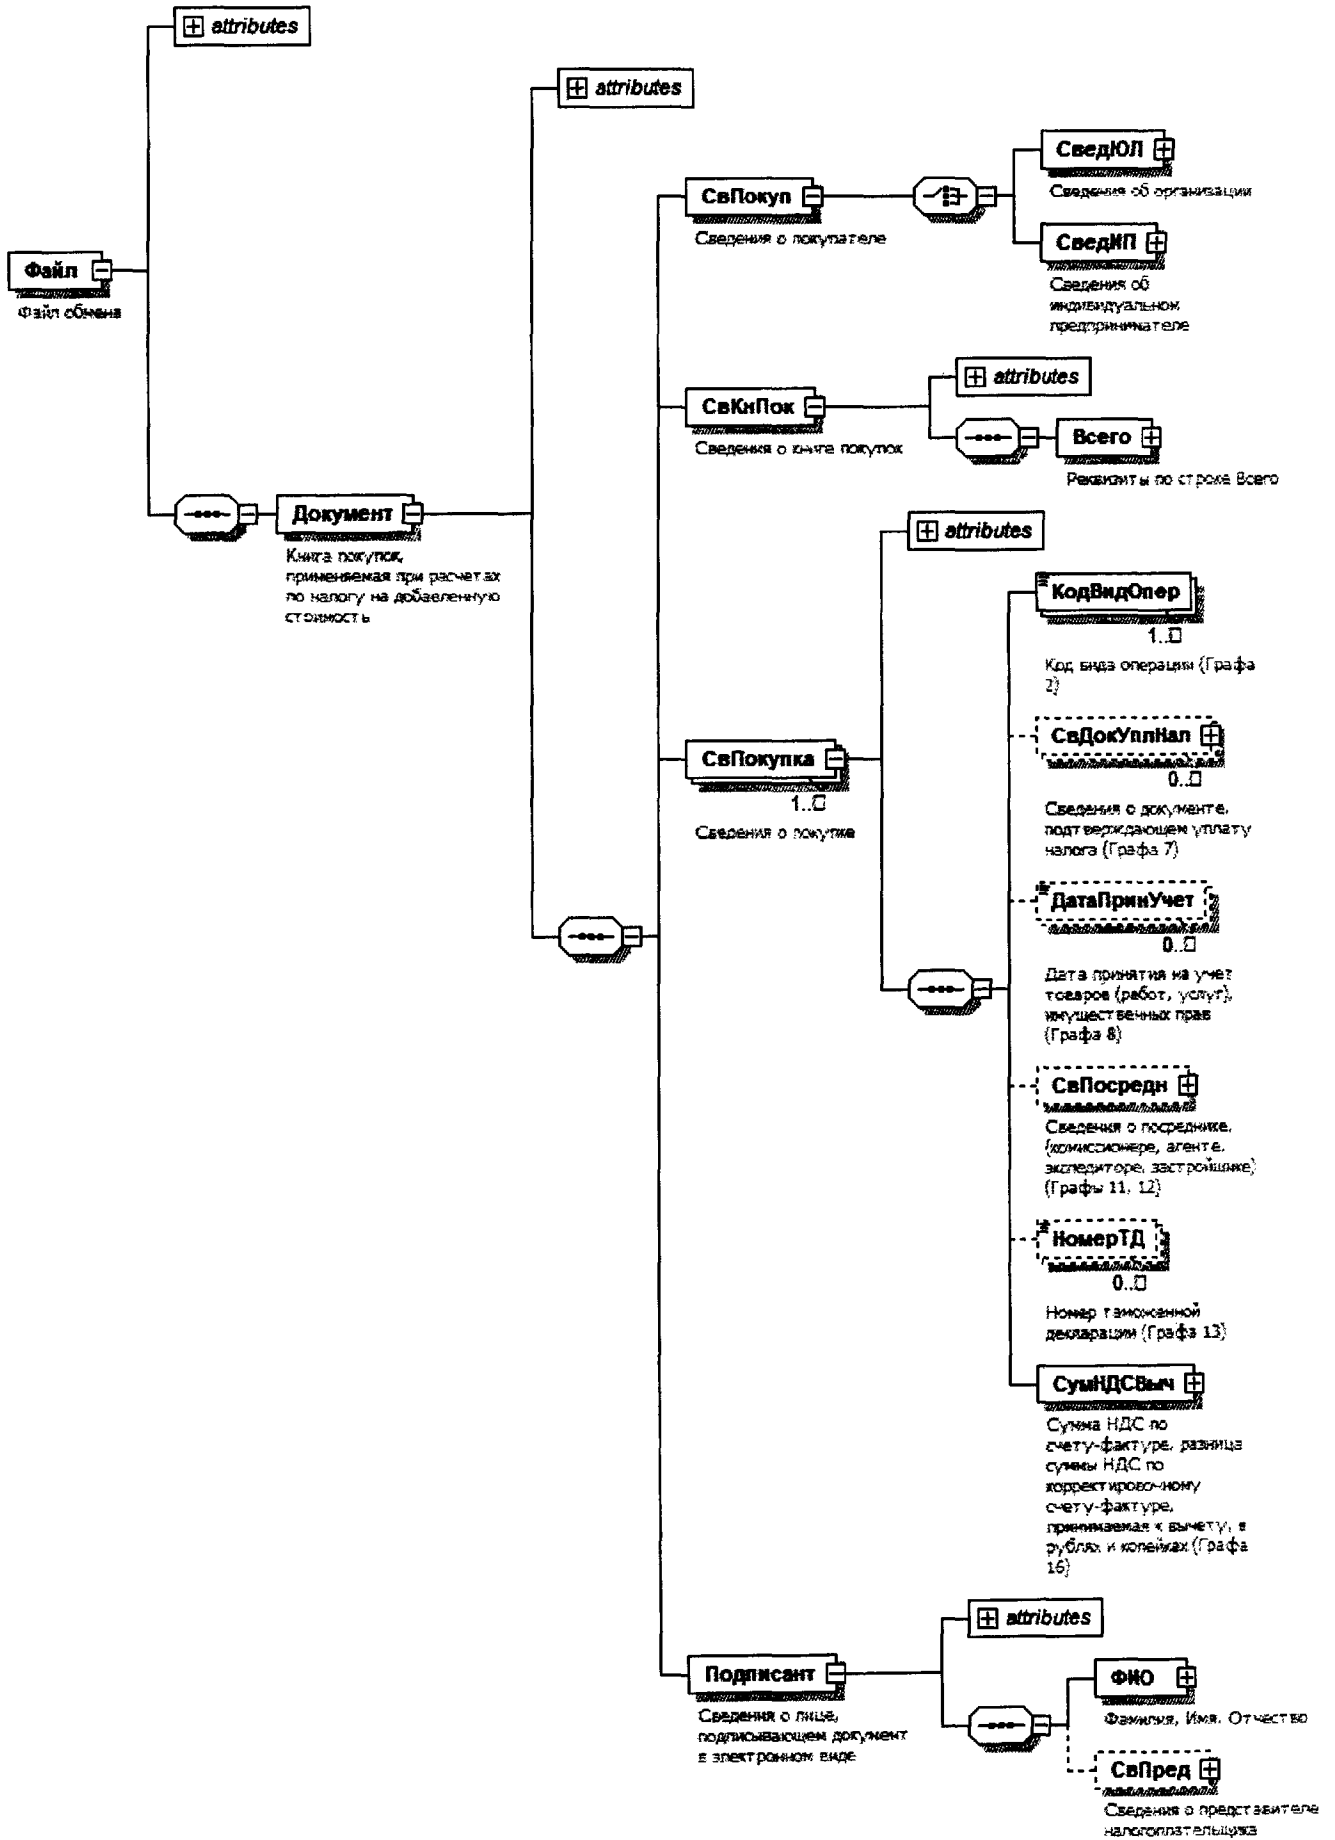 attributes
attributes
СведЮЛ
Сведения об организации
СвПокуп
Сведения о покупателе
СведИП
Сведения об
индивидуальном
предпринимателе
Файл
Файл обмена
attributes
СвКнПок
Сведения о книге покупок
Всего
Реквизиты по строке Всего
Документ
Книга покупок,
применяемая при расчетах
по налогу на добавленную
стоимость
attributes
КодВидОпер
1..
Код вида операции (Графа
2)
СвПокупка
1..
Сведения о покупке
СвДокУплНал
0..
Сведения о документе,
подтверждающем уплату
налога (Графа 7)
ДатаПринУчет
0..
Дата принятия на учет
товаров (работ, услуг),
имущественных прав
(Графа 8)
СвПосредн
Сведения о посреднике,
(комиссионере, агенте,
экспедиторе, застройщике)
(Графы 11, 12)
НомерТД
0..
Номер таможенной
декларации (Графа 13)
СумНДСВыч
Сумма НДС по
счету-фактуре, разница
суммы НДС по
корректировочному
счету-фактуре,
принимаемая к вычету, в
рублях и копейках (Графа
16)
attributes
Подписант
Сведения о лице,
подписывающем документ
в электронном виде
ФИО
Фамилия, Имя, Отчество
СвПред
Сведения о представителе
налогоплательщика